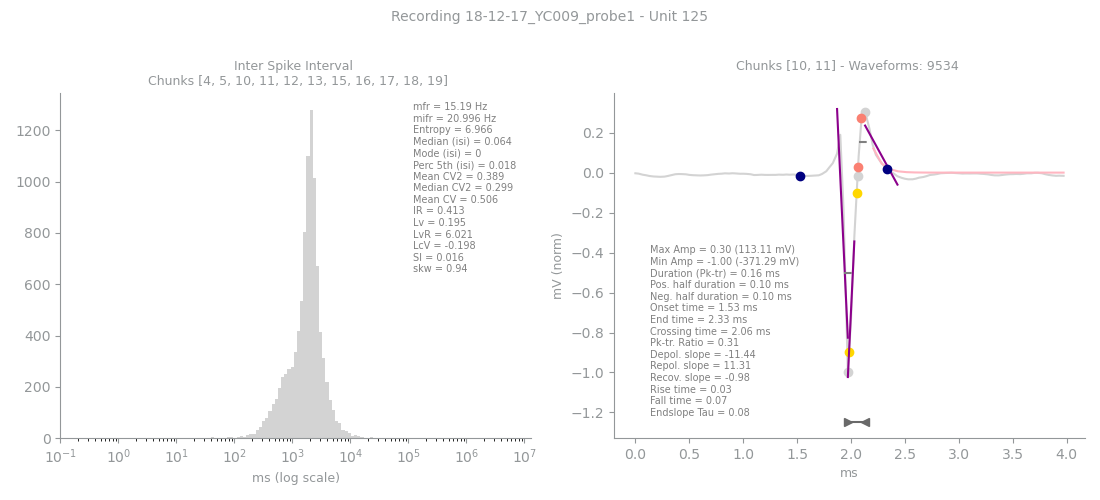 Recording 18-12-17_YC009_probe1 - Unit 125
Inter Spike Interval
Chunks [4, 5, 10, 11, 12, 13, 15, 16, 17, 18, 19]
mfr = 15.19 Hz
mifr = 20.996 Hz
Entropy = 6.966
Median (isi) = 0.064
Mode (isi) = 0
Perc 5th (isi) = 0.018
Mean CV2 = 0.389
Median CV2 = 0.299
Mean CV = 0.506
IR = 0.413
Lv = 0.195
LvR = 6.021
LcV = -0.198
SI = 0.016
skw = 0.94
1200
1000
800
600
400
200
0
10⁻¹ 10⁰ 10¹ 10² 10³ 10⁴ 10⁵ 10⁶ 10⁷
ms (log scale)
Chunks [10, 11] - Waveforms: 9534
0.2
0.0
−0.2
−0.4
−0.6
−0.8
−1.0
−1.2
mV (norm)
Max Amp = 0.30 (113.11 mV)
Min Amp = -1.00 (-371.29 mV)
Duration (Pk-tr) = 0.16 ms
Pos. half duration = 0.10 ms
Neg. half duration = 0.10 ms
Onset time = 1.53 ms
End time = 2.33 ms
Crossing time = 2.06 ms
Pk-tr. Ratio = 0.31
Depol. slope = -11.44
Repol. slope = 11.31
Recov. slope = -0.98
Rise time = 0.03
Fall time = 0.07
Endslope Tau = 0.08
0.0 0.5 1.0 1.5 2.0 2.5 3.0 3.5 4.0
ms